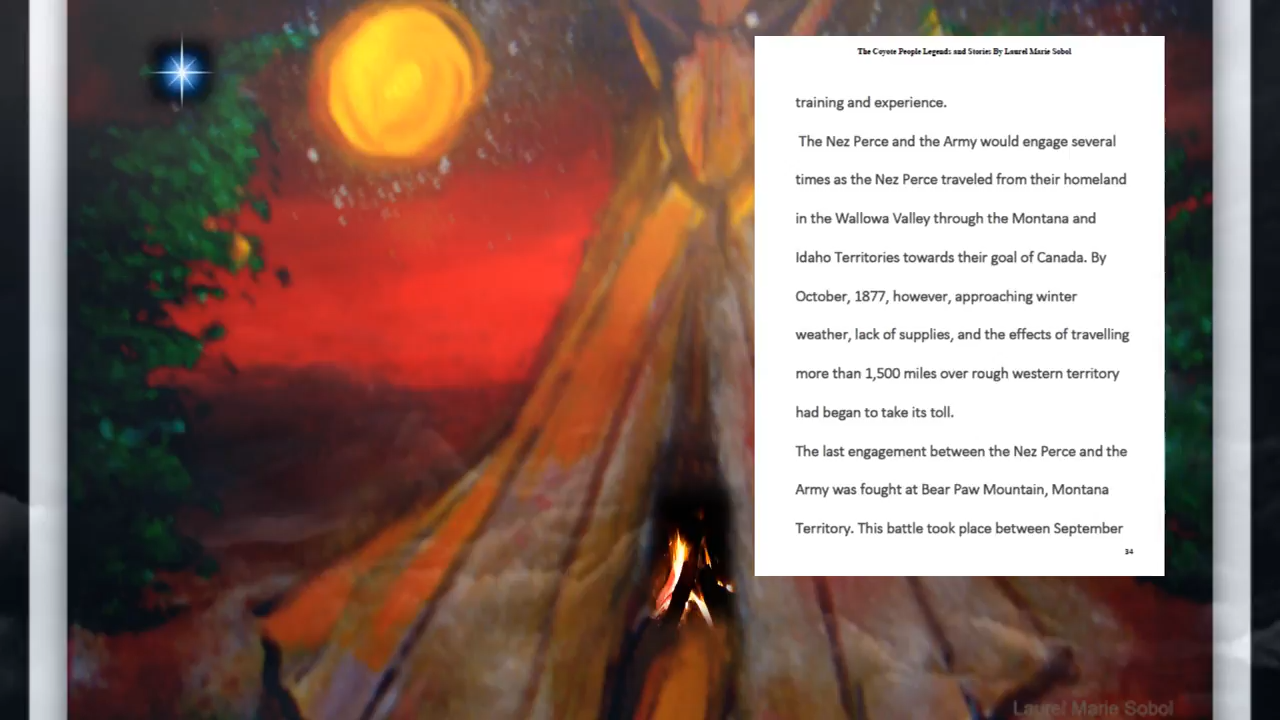 The Coyote People Legends and Stories By Laurel Marie Sobol
training and experience.
The Nez Perce and the Army would engage several
times as the Nez Perce traveled from their homeland
in the Wallowa Valley through the Montana and
Idaho Territories towards their goal of Canada. By
October, 1877, however, approaching winter
weather, lack of supplies, and the effects of travelling
more than 1,500 miles over rough western territory
had began to take its toll.
The last engagement between the Nez Perce and the
Army was fought at Bear Paw Mountain, Montana
Territory. This battle took place between September
34
Laurel Marie Sobol